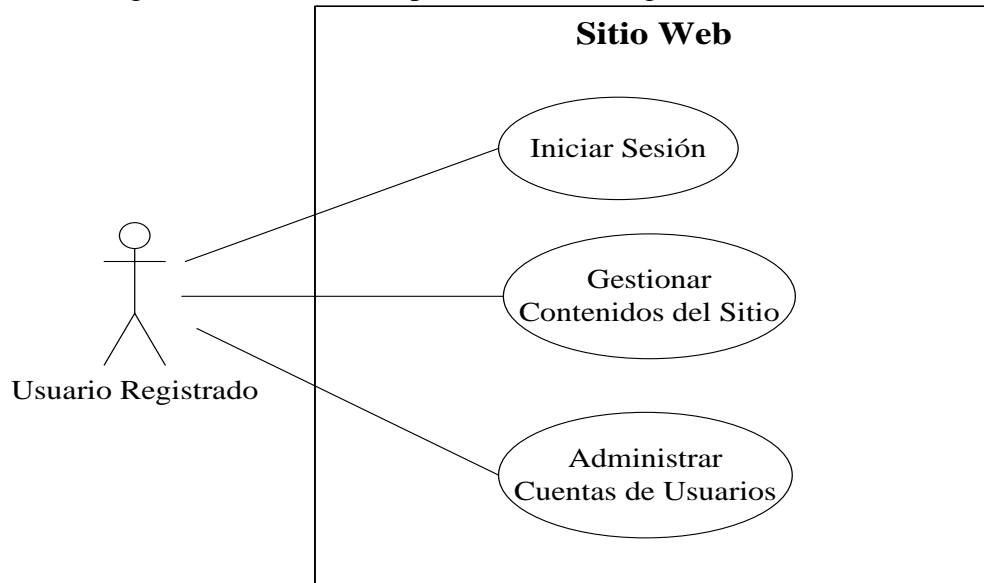 Sitio Web
Iniciar Sesión
Gestionar
Contenidos del Sitio
Usuario Registrado
Administrar
Cuentas de Usuarios